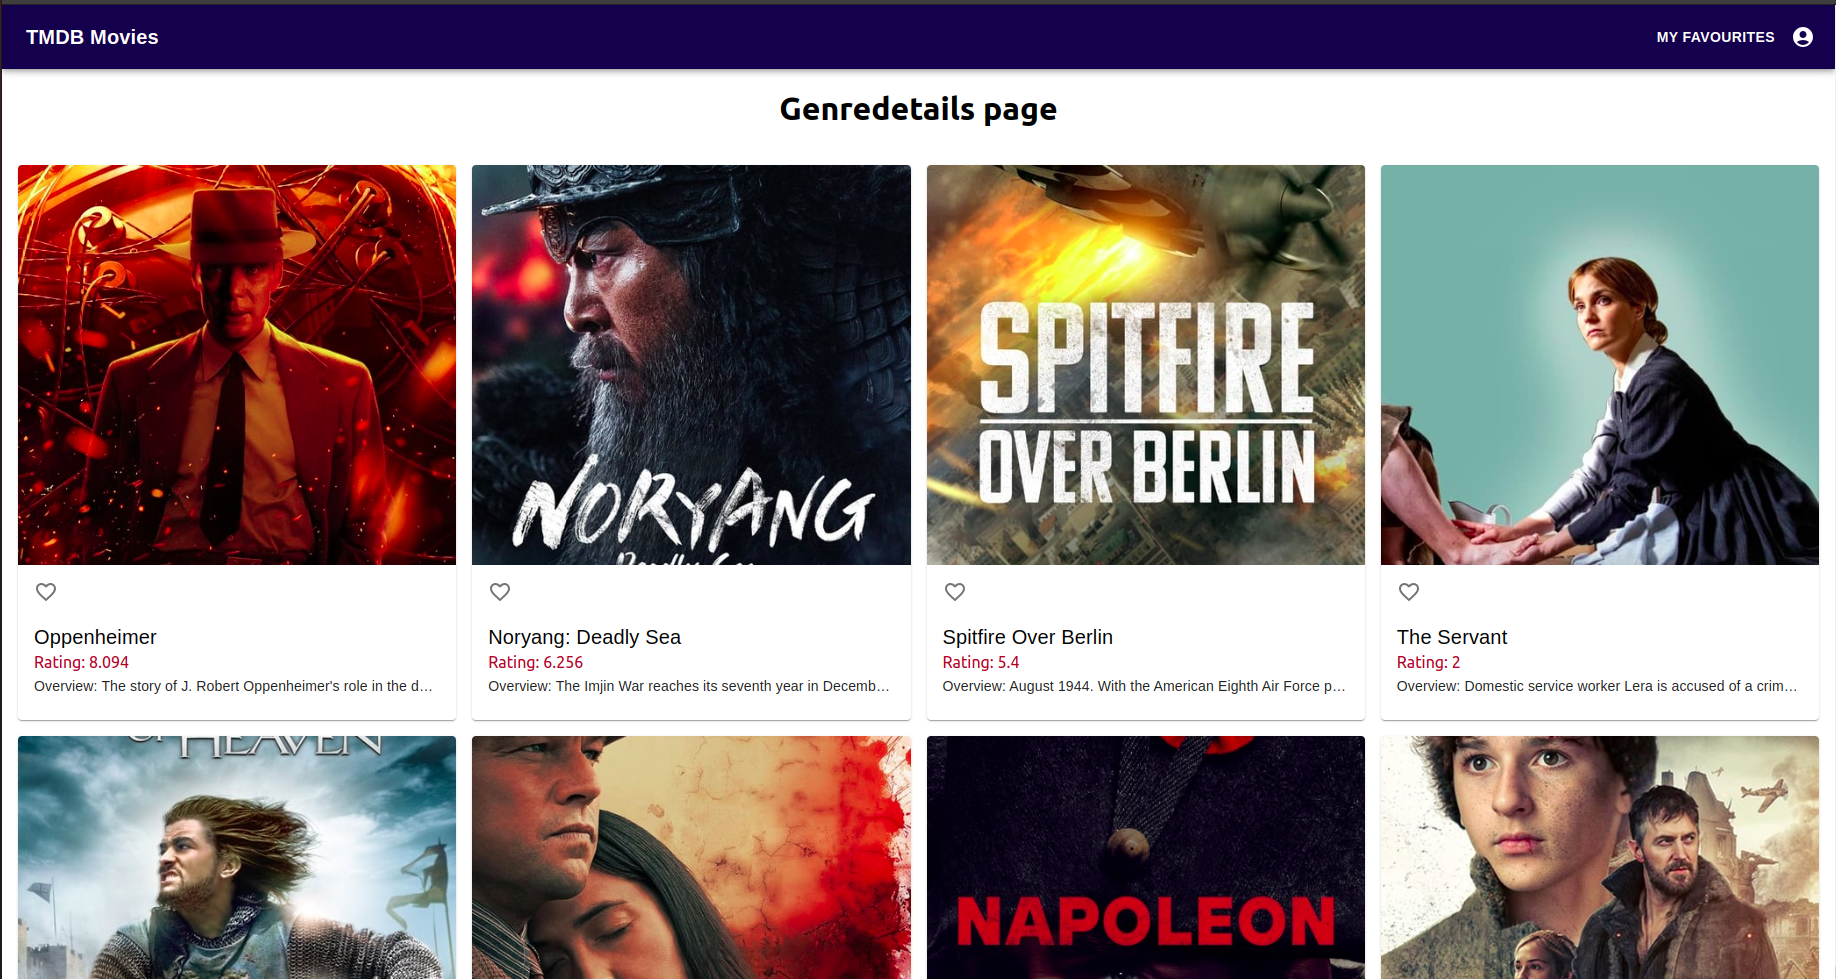 TMDB Movies
MY FAVOURITES
Genredetails page
NORYANG
SPITFIRE
OVER BERLIN
Oppenheimer
Rating: 8.094
Overview: The story of J. Robert Oppenheimer's role in the d...
Noryang: Deadly Sea
Rating: 6.256
Overview: The Imjin War reaches its seventh year in Decemb...
Spitfire Over Berlin
Rating: 5.4
Overview: August 1944. With the American Eighth Air Force p...
The Servant
Rating: 2
Overview: Domestic service worker Lera is accused of a crim...
OF HEAVEN
NAPOLEON